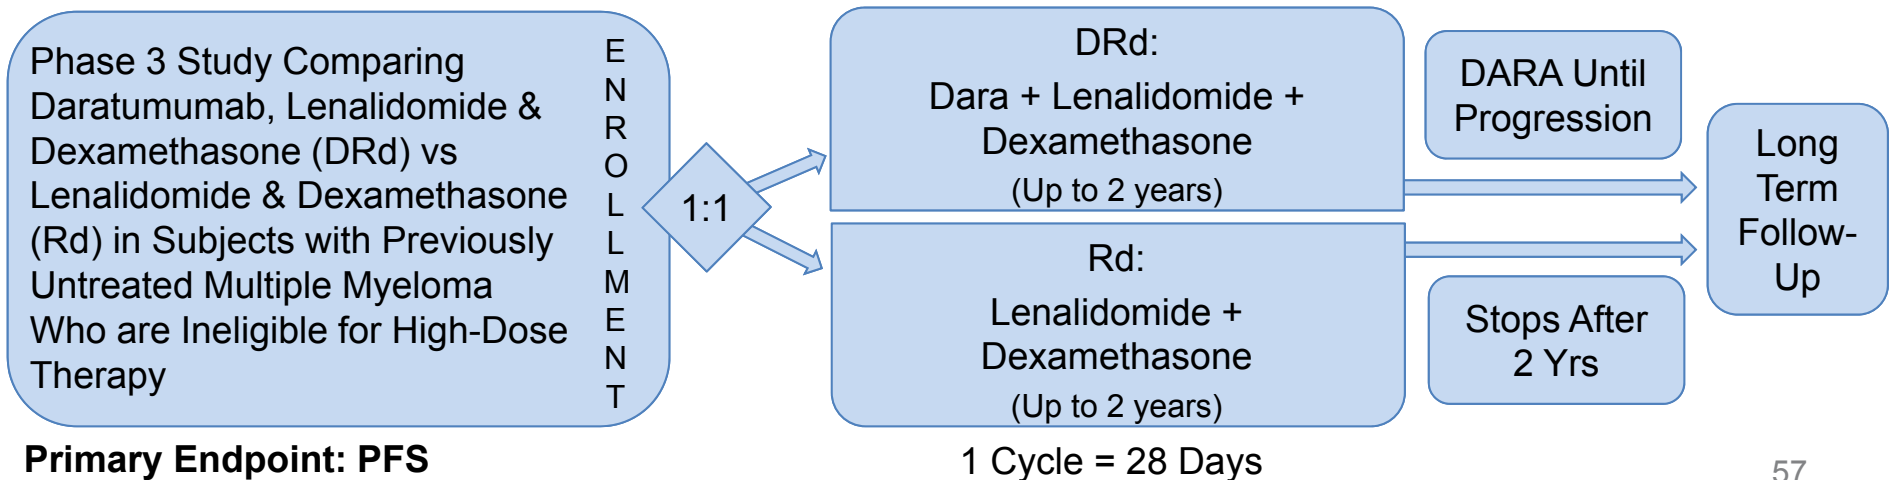 Phase 3 Study Comparing
Daratumumab, Lenalidomide &
Dexamethasone (DRd) vs
Lenalidomide & Dexamethasone
(Rd) in Subjects with Previously
Untreated Multiple Myeloma
Who are Ineligible for High-Dose
Therapy
E
N
R
O
L
L
M
E
N
T
1:1
DRd:
Dara + Lenalidomide +
Dexamethasone
(Up to 2 years)
Rd:
Lenalidomide +
Dexamethasone
(Up to 2 years)
DARA Until
Progression
Stops After
2 Yrs
Long
Term
Follow-
Up
Primary Endpoint: PFS
1 Cycle = 28 Days
57